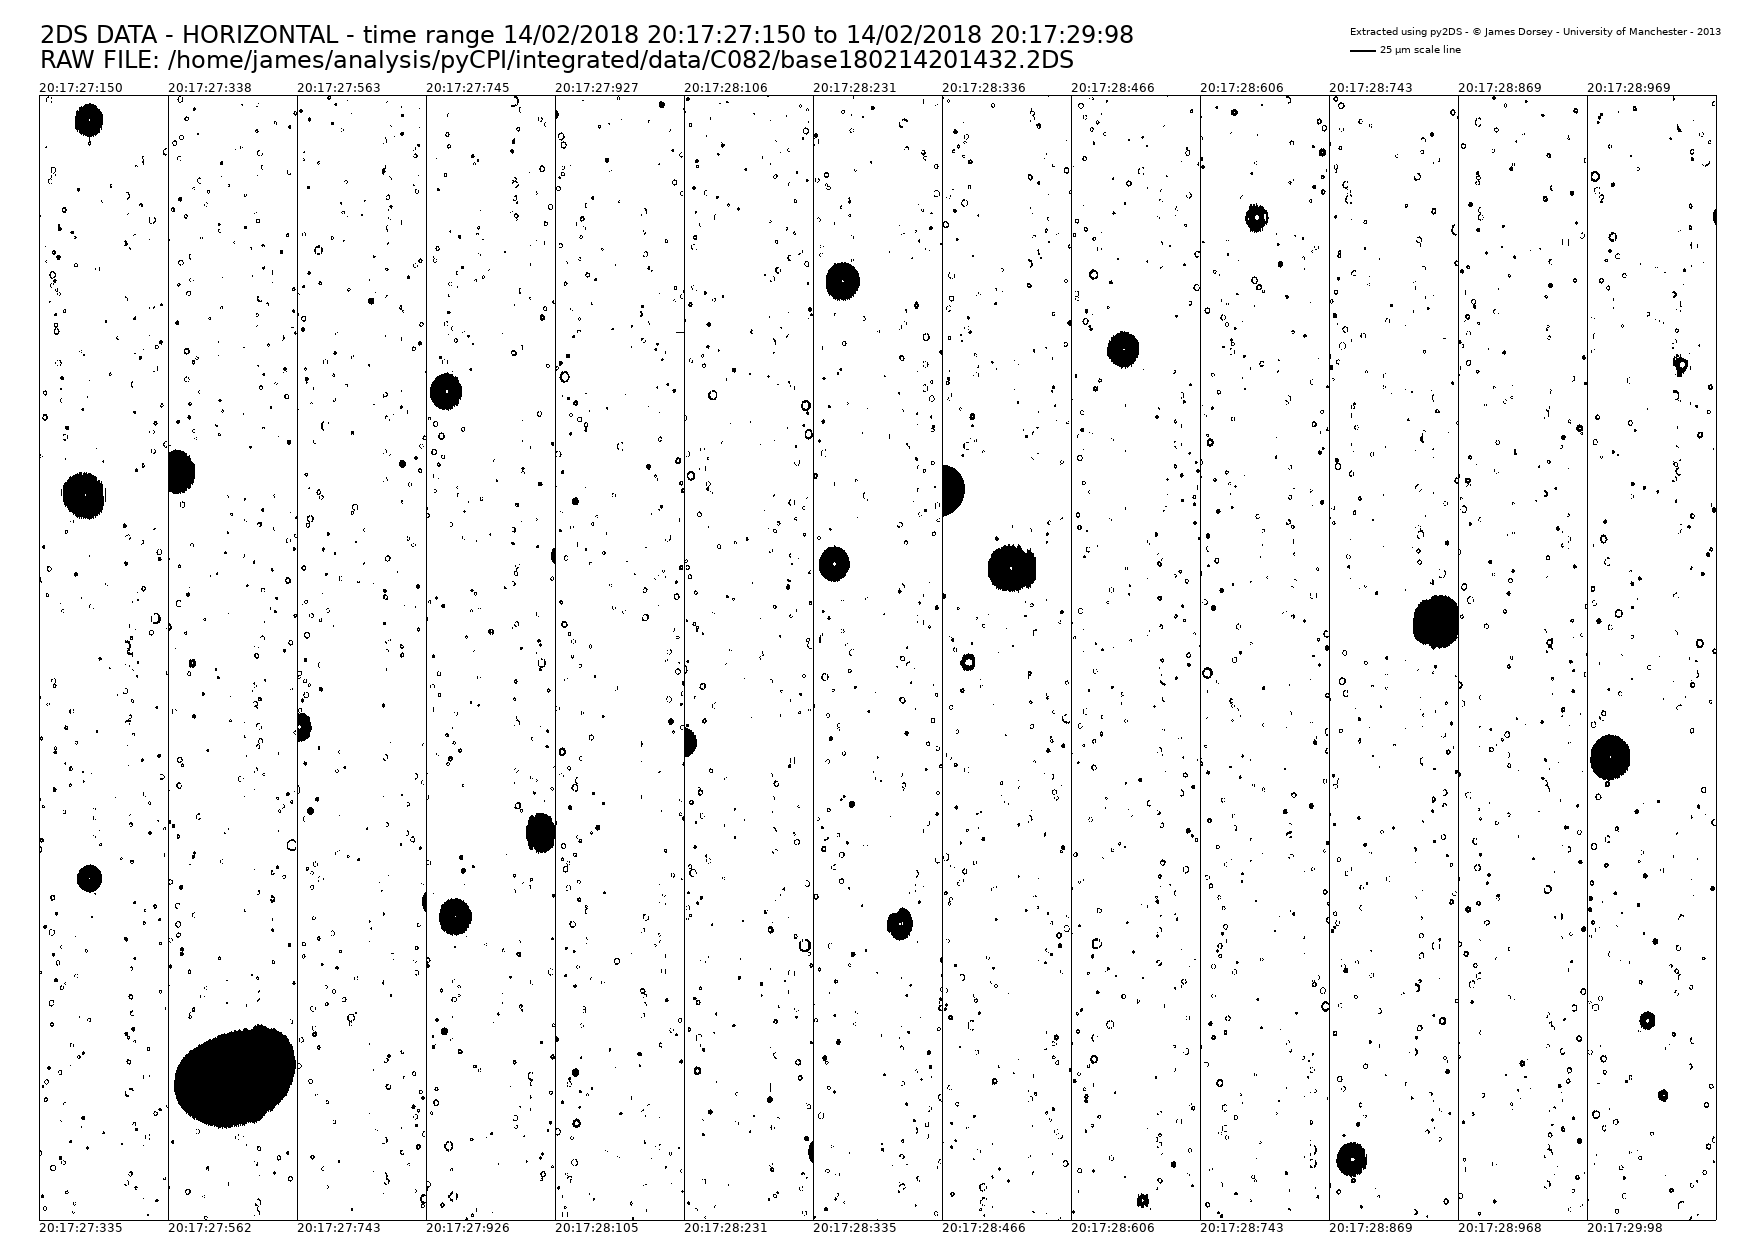 2DS DATA - HORIZONTAL - time range 14/02/2018 20:17:27:150 to 14/02/2018 20:17:29:98
RAW FILE: /home/james/analysis/pyCPI/integrated/data/C082/base180214201432.2DS
Extracted using py2DS - © James Dorsey - University of Manchester - 2013
25 µm scale line
20:17:27:150 20:17:27:338 20:17:27:563 20:17:27:745 20:17:27:927 20:17:28:106 20:17:28:231 20:17:28:336 20:17:28:466 20:17:28:606 20:17:28:743 20:17:28:869 20:17:28:969
20:17:27:335 20:17:27:562 20:17:27:743 20:17:27:926 20:17:28:105 20:17:28:231 20:17:28:335 20:17:28:466 20:17:28:606 20:17:28:743 20:17:28:869 20:17:28:968 20:17:29:98